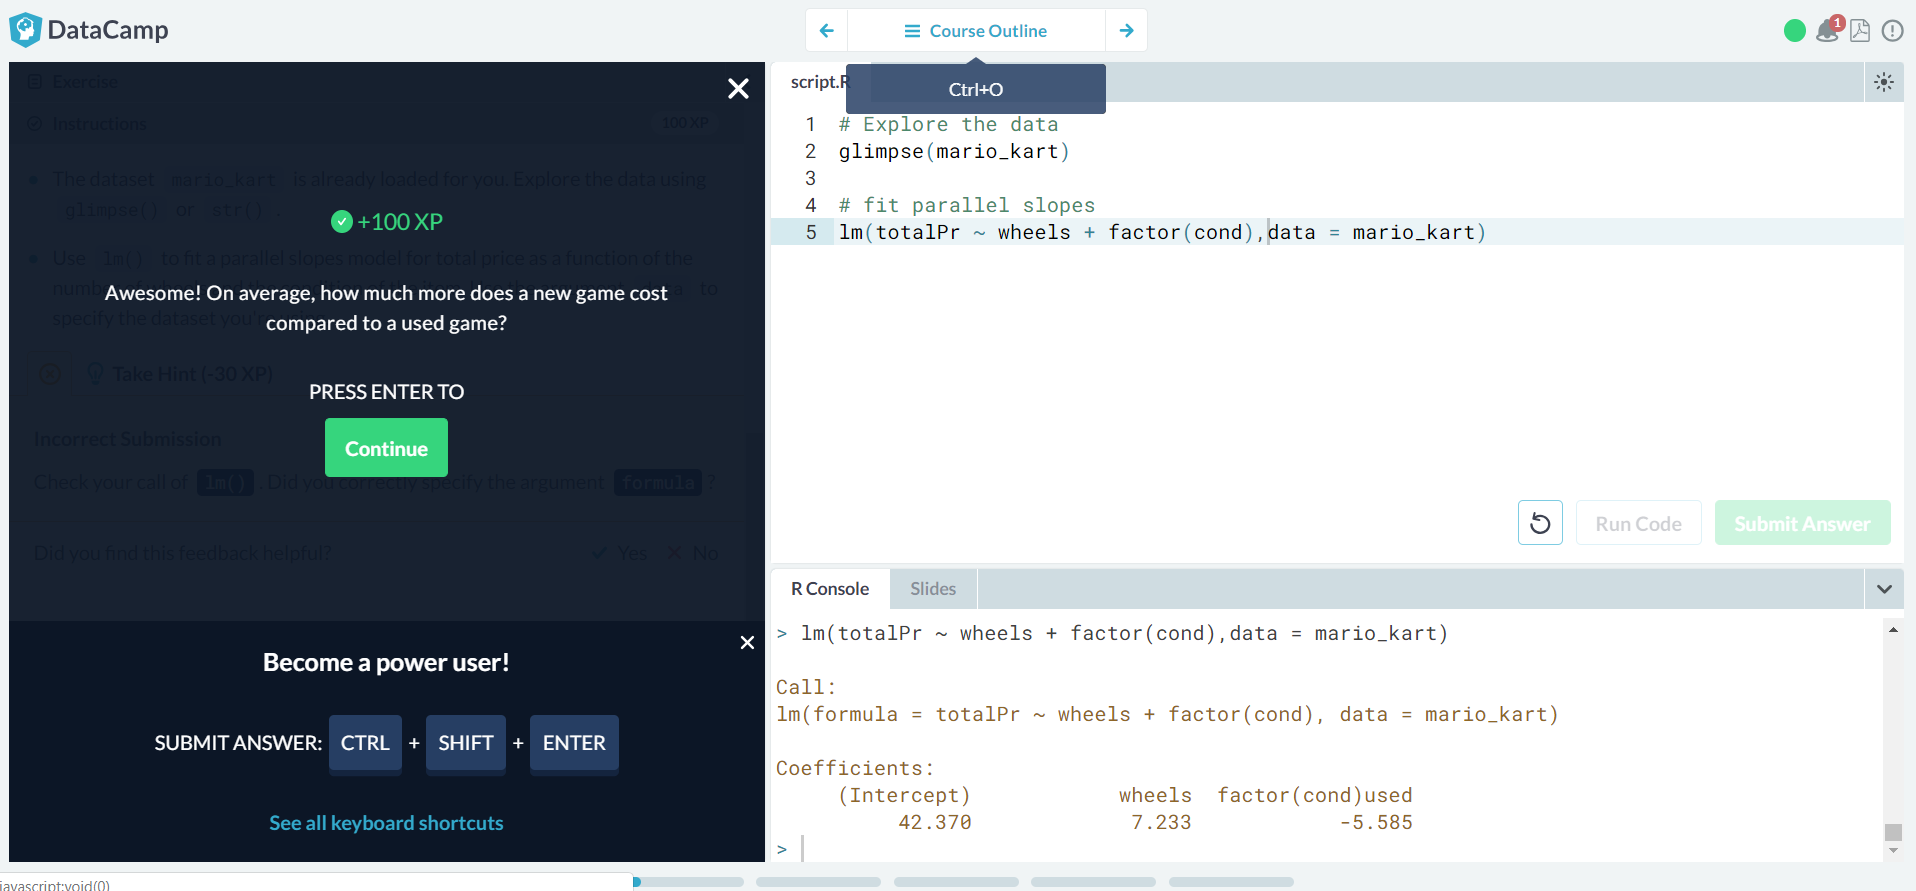 DataCamp
Course Outline
1
Ctrl+O
Exercise
Instructions
100 XP
The dataset mario_kart is already loaded for you. Explore the data using
glimpse() or str().
+100 XP
Use lm() to fit a parallel slopes model for total price as a function of the
to
specify the dataset you're
Awesome! On average, how much more does a new game cost
compared to a used game?
Take Hint (-30 XP)
PRESS ENTER TO
Continue
Incorrect Submission
Check your call of lm(). Did you correctly specify the argument formula ?
Did you find this feedback helpful?
Yes
No
Become a power user!
SUBMIT ANSWER: CTRL + SHIFT + ENTER
See all keyboard shortcuts
javascript:void(0)
script.R
1 # Explore the data
2 glimpse(mario_kart)
3
4 # fit parallel slopes
5 lm(totalPr ~ wheels + factor(cond),data = mario_kart)
Run Code
Submit Answer
R Console
Slides
> lm(totalPr ~ wheels + factor(cond),data = mario_kart)
Call:
lm(formula = totalPr ~ wheels + factor(cond), data = mario_kart)
Coefficients:
(Intercept) wheels factor(cond)used
42.370 7.233 -5.585
>